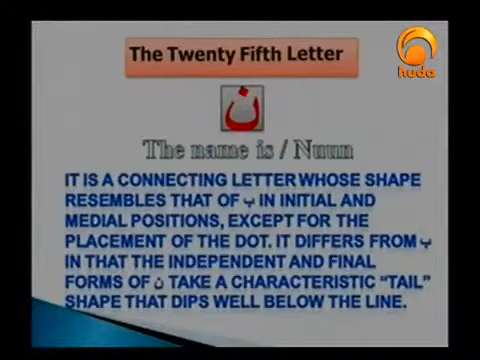 The Twenty Fifth Letter
huda
ن
The name is / Nuun
IT IS A CONNECTING LETTER WHOSE SHAPE
RESEMBLES THAT OF ب IN INITIAL AND
MEDIAL POSITIONS, EXCEPT FOR THE
PLACEMENT OF THE DOT. IT DIFFERS FROM ب
IN THAT THE INDEPENDENT AND FINAL
FORMS OF ن TAKE A CHARACTERISTIC “TAIL”
SHAPE THAT DIPS WELL BELOW THE LINE.